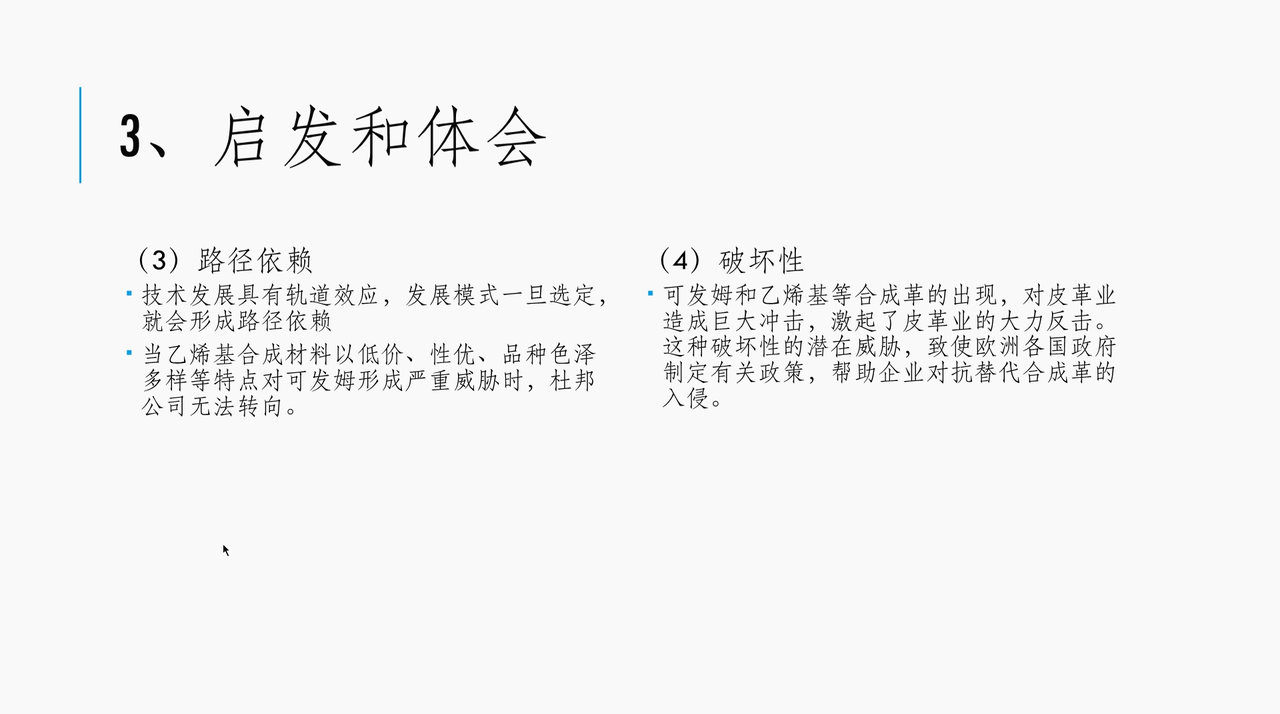 3、启发和体会
（3）路径依赖
技术发展具有轨道效应，发展模式一旦选定，
就会形成路径依赖
当乙烯基合成材料以低价、性优、品种色泽
多样等特点对可发姆形成严重威胁时，杜邦
公司无法转向。
（4）破坏性
可发姆和乙烯基等合成革的出现，对皮革业
造成巨大冲击，激起了皮革业的大力反击。
这种破坏性的潜在威胁，致使欧洲各国政府
制定有关政策，帮助企业对抗替代合成革的
入侵。